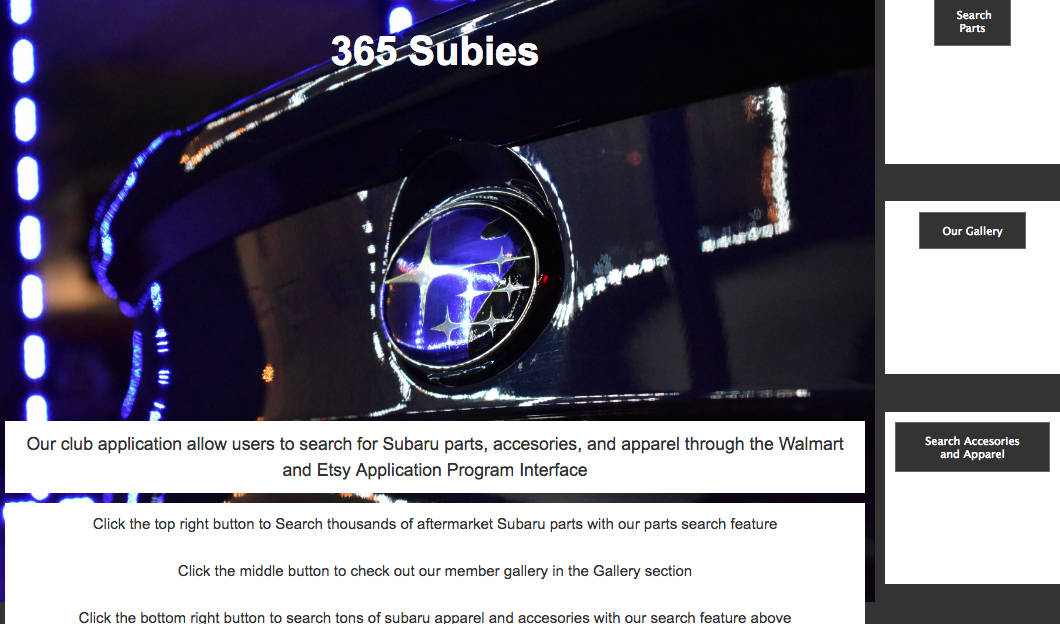 365 Subies
Search
Parts
Our Gallery
Search Accesories
and Apparel
Our club application allow users to search for Subaru parts, accesories, and apparel through the Walmart
and Etsy Application Program Interface
Click the top right button to Search thousands of aftermarket Subaru parts with our parts search feature
Click the middle button to check out our member gallery in the Gallery section
Click the bottom right button to search tons of subaru apparel and accesories with our search feature above